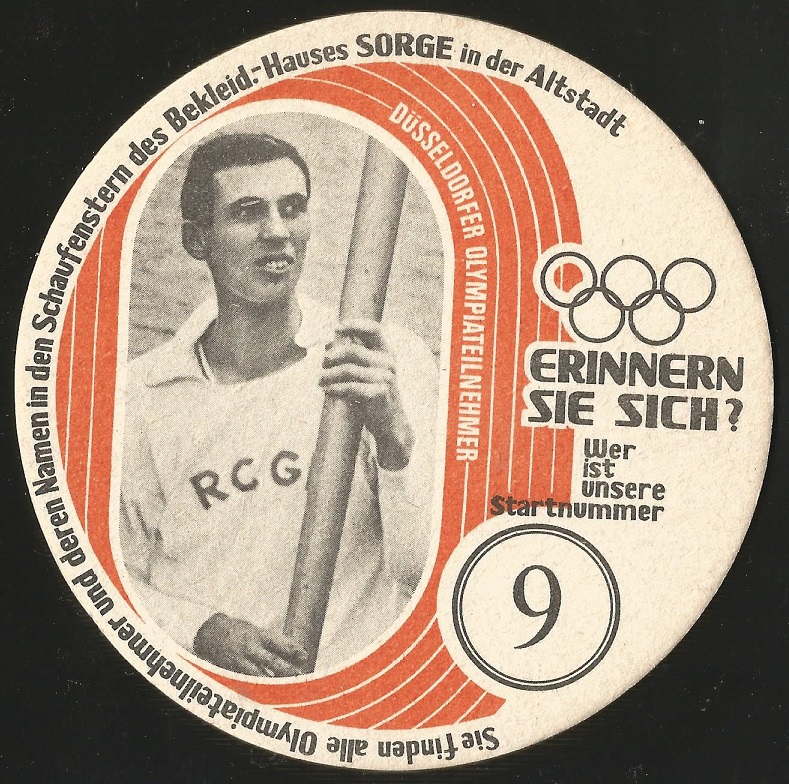 Sie finden alle Olympiateilnehmer und deren Namen in den Schaufenstern des Bekleid.-Hauses SORGE in der Altstadt
DÜSSELDORFER OLYMPIATEILNEHMER
RCG
ERINNERN
SIE SICH?
Wer
ist
unsere
Startnummer
9